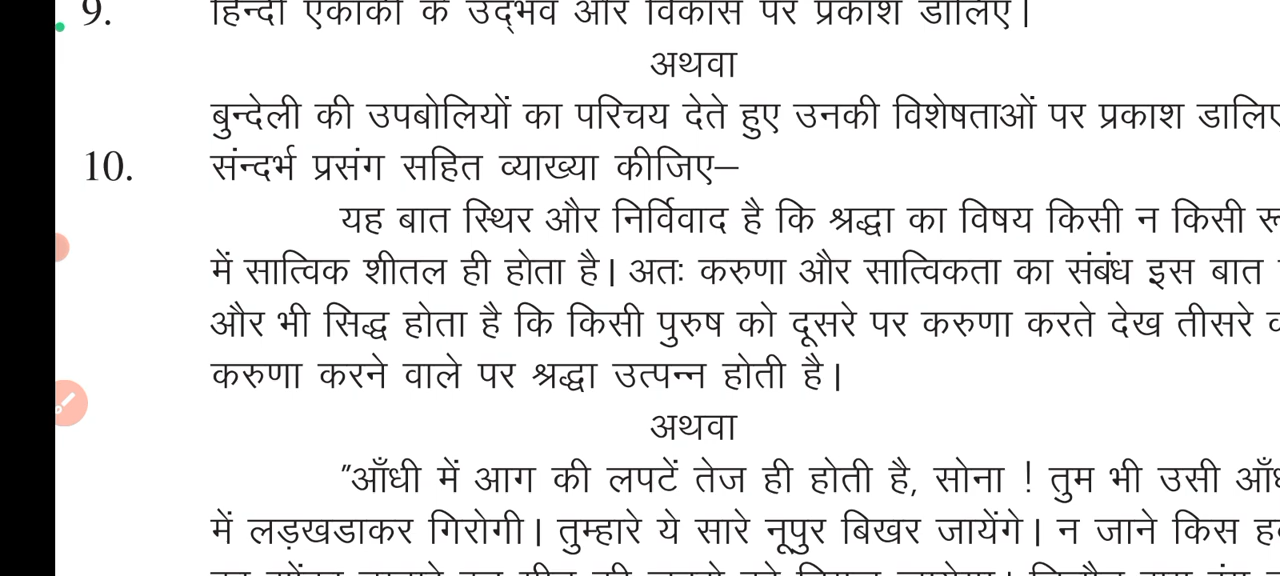 9. हिन्दी एकांकी के उद्‌भव और विकास पर प्रकाश डालिए।
अथवा
बुन्देली की उपबोलियों का परिचय देते हुए उनकी विशेषताओं पर प्रकाश
10. संन्दर्भ प्रसंग सहित व्याख्या कीजिए–
यह बात स्थिर और निर्विवाद है कि श्रद्धा का विषय किसी न किसी
में सात्विक शीतल ही होता है। अतः करुणा और सात्विकता का संबंध इस बात
और भी सिद्ध होता है कि किसी पुरुष को दूसरे पर करुणा करते देख तीसरे
करुणा करने वाले पर श्रद्धा उत्पन्न होती है।
अथवा
"आँधी में आग की लपटें तेज ही होती है, सोना ! तुम भी उसी
में लड़खडाकर गिरोगी। तुम्हारे ये सारे नूपुर बिखर जायेंगे। न जाने किस